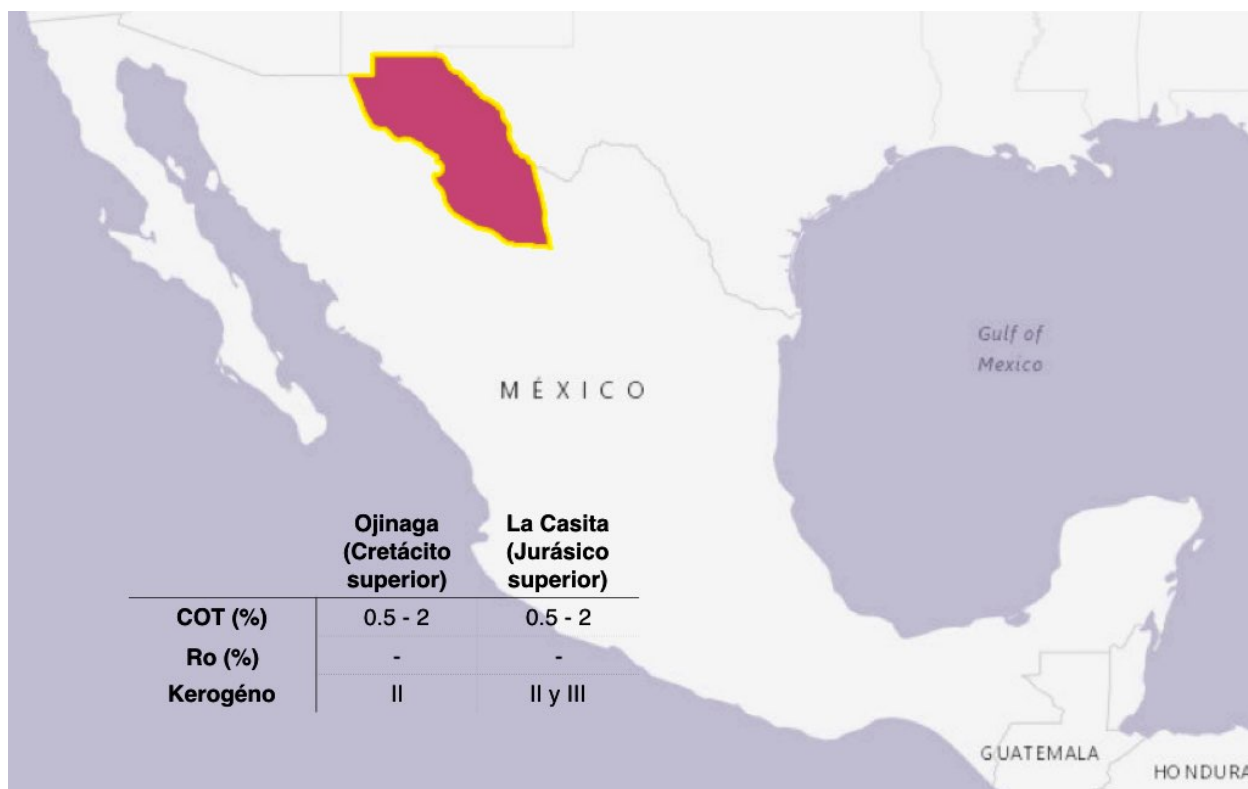 Gulf of
Mexico
MÉXICO
Ojinaga
(Cretácito
superior)
La Casita
(Jurásico
superior)
COT (%) 0.5 - 2 0.5 - 2
Ro (%) - -
Kerogéno II II y III
GUATEMALA
HONDURA